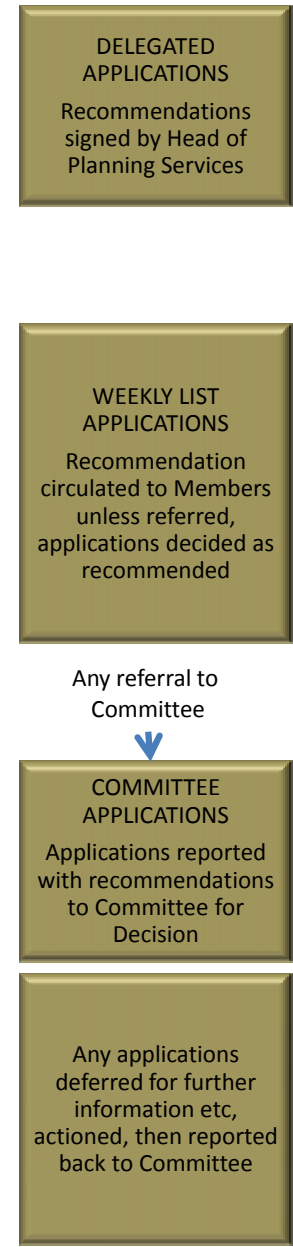 DELEGATED
APPLICATIONS
Recommendations
signed by Head of
Planning Services
WEEKLY LIST
APPLICATIONS
Recommendation
circulated to Members
unless referred,
applications decided as
recommended
Any referral to
Committee
COMMITTEE
APPLICATIONS
Applications reported
with recommendations
to Committee for
Decision
Any applications
deferred for further
information etc,
actioned, then reported
back to Committee